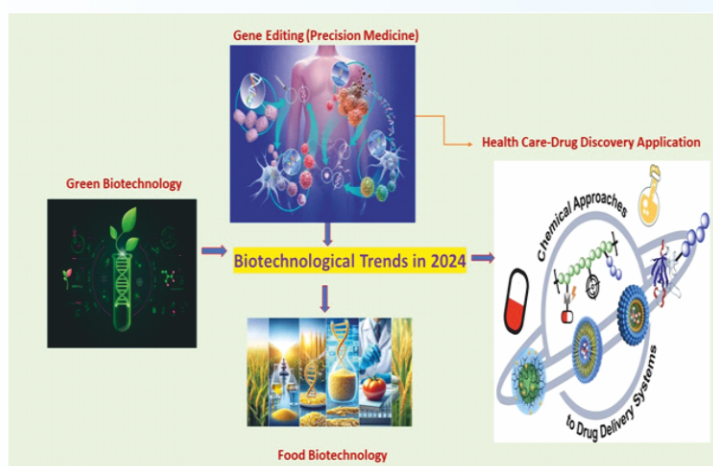 Gene Editing (Precision Medicine)
Health Care-Drug Discovery Application
Green Biotechnology
Chemical Approaches
Biotechnological Trends in 2024
to Drug Delivery Systems
Food Biotechnology